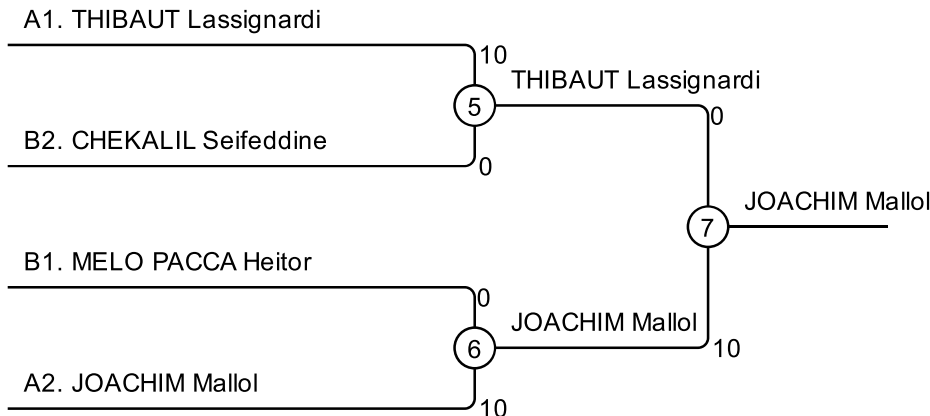 A1. THIBAUT Lassignardi
10
THIBAUT Lassignardi
5
0
B2. CHEKALIL Seifeddine
0
JOACHIM Mallol
7
B1. MELO PACCA Heitor
0
JOACHIM Mallol
6
10
A2. JOACHIM Mallol
10